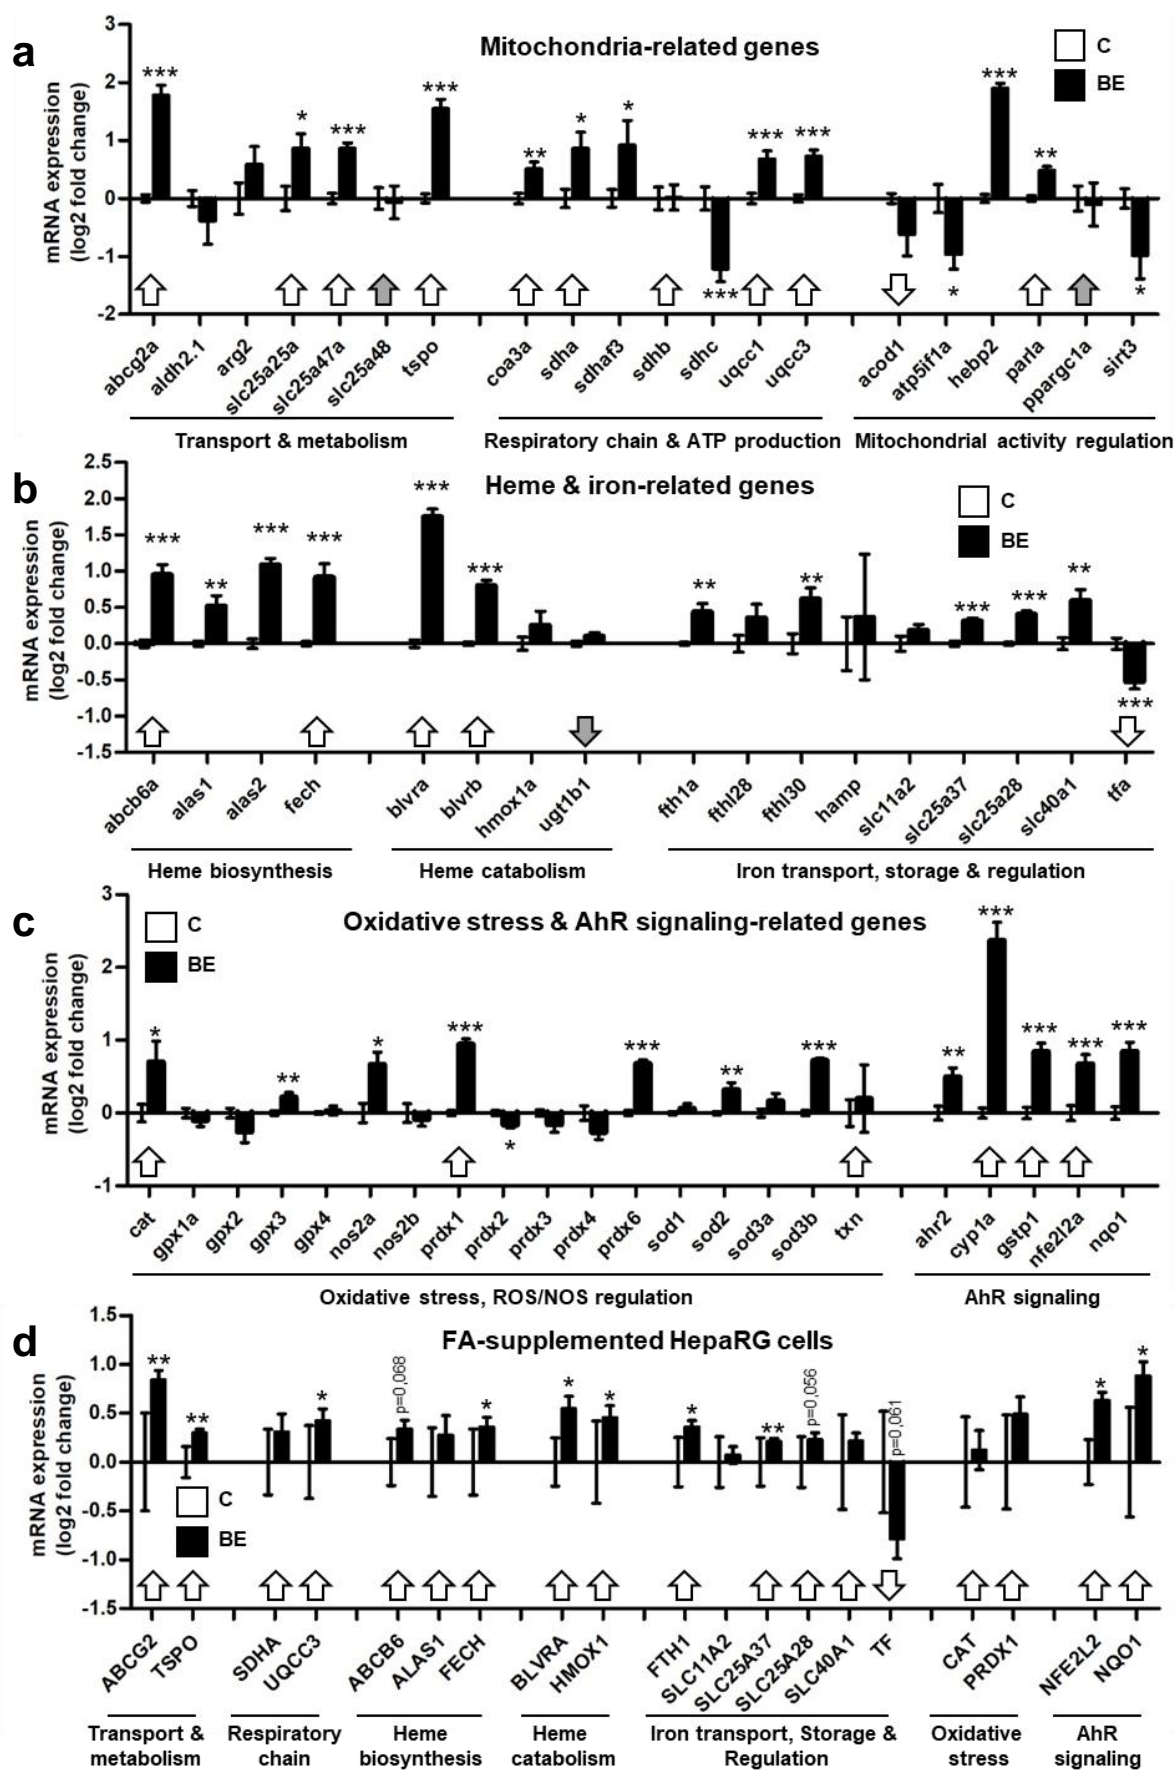 a
Mitochondria-related genes
C
BE
mRNA expression
(log2 fold change)
3
2
1
0
-1
-2
***
*
***
***
**
*
*
***
***
***
*
***
**
*
abcg2a
aldh2.1
arg2
slc25a25a
slc25a47a
slc25a48
tspo
coa3a
sdha
sdhaf3
sdhb
sdhc
uqcc1
uqcc3
acod1
atp5if1a
hebp2
parla
ppargc1a
sirt3
Transport & metabolism
Respiratory chain & ATP production
Mitochondrial activity regulation
b
Heme & iron-related genes
C
BE
mRNA expression
(log2 fold change)
2.5
2.0
1.5
1.0
0.5
0.0
-0.5
-1.0
-1.5
***
**
***
***
***
***
**
**
***
***
**
***
abcb6a
alas1
alas2
fech
blvra
blvrb
hmox1a
ugt1b1
fth1a
fthl28
fthl30
hamp
slc11a2
slc25a37
slc25a28
slc40a1
tfa
Heme biosynthesis
Heme catabolism
Iron transport, storage & regulation
c
Oxidative stress & AhR signaling-related genes
C
BE
mRNA expression
(log2 fold change)
3
2
1
0
-1
*
**
*
***
*
***
**
***
**
***
***
***
***
cat
gpx1a
gpx2
gpx3
gpx4
nos2a
nos2b
prdx1
prdx2
prdx3
prdx4
prdx6
sod1
sod2
sod3a
sod3b
txn
ahr2
cyp1a
gstp1
nfe2l2a
nqo1
Oxidative stress, ROS/NOS regulation
AhR signaling
d
FA-supplemented HepaRG cells
C
BE
mRNA expression
(log2 fold change)
1.5
1.0
0.5
0.0
-0.5
-1.0
-1.5
**
**
*
p=0,068
*
*
*
*
**
p=0,056
p=0,061
*
*
ABCG2
TSPO
SDHA
UQCC3
ABCB6
ALAS1
FECH
BLVRA
HMOX1
FTH1
SLC11A2
SLC25A37
SLC25A28
SLC40A1
TF
CAT
PRDX1
NFE2L2
NQO1
Transport &
metabolism
Respiratory
chain
Heme
biosynthesis
Heme
catabolism
Iron transport, Storage &
Regulation
Oxidative
stress
AhR
signaling